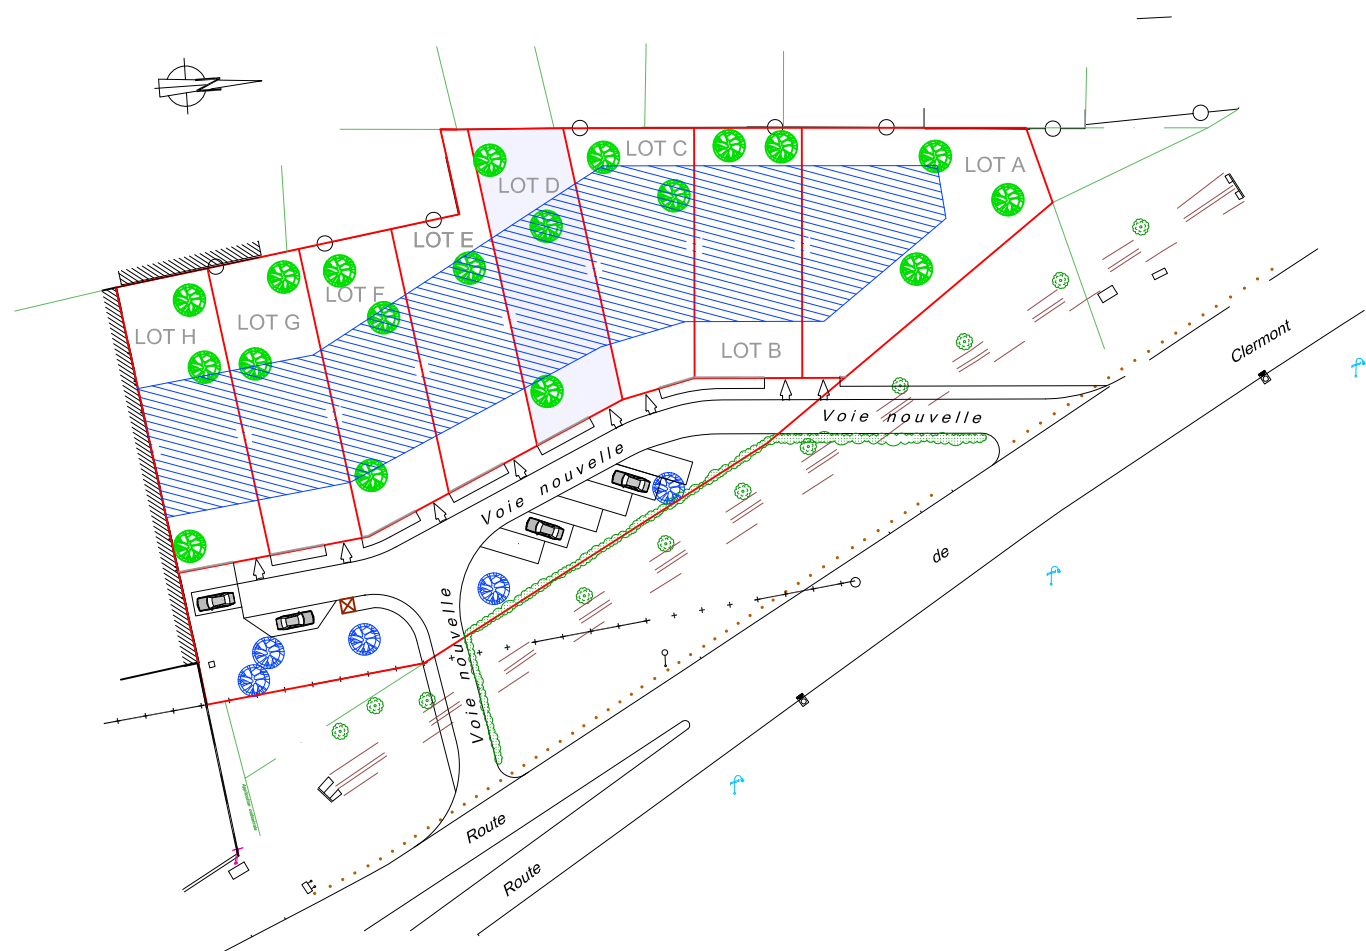 LOT C
LOT A
LOT D
LOT E
LOT F
LOT G
LOT H
LOT B
Clermont
Voie nouvelle
Voie nouvelle
de
Voie nouvelle
Route
Route